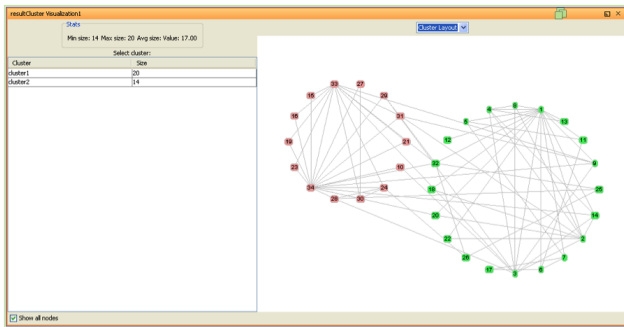 resultCluster Visualization1
Stats
Min size: 14 Max size: 20 Avg size: Value: 17.00
Cluster Layout
Select cluster:
Cluster Size
cluster1 20
cluster2 14
33 27
15 29
8
4 1
16 31
5 13
12 11
19 21
32 9
23 10
34 24
18 25
28 30
20 14
22 2
26 7
17 6
3
Show all nodes